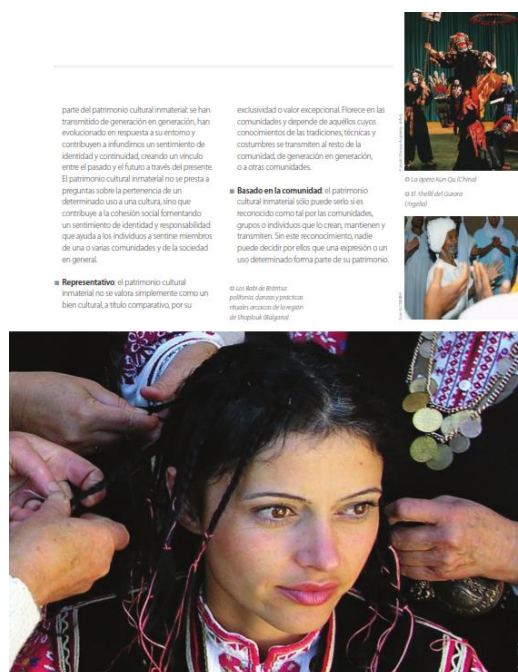 parte del patrimonio cultural inmaterial: se han
transmitido de generación en generación, han
evolucionado en respuesta a su entorno y
contribuyen a infundirnos un sentimiento de
identidad y continuidad, creando un vínculo
entre el pasado y el futuro a través del presente.
El patrimonio cultural inmaterial no se presta a
preguntas sobre la pertenencia de un
determinado uso a una cultura, sino que
contribuye a la cohesión social fomentando
un sentimiento de identidad y responsabilidad
que ayuda a los individuos a sentirse miembros
de una o varias comunidades y de la sociedad
en general.
■ Representativo: el patrimonio cultural
inmaterial no se valora simplemente como un
bien cultural, a título comparativo, por su
exclusividad o valor excepcional. Florece en las
comunidades y depende de aquéllos cuyos
conocimientos de las tradiciones, técnicas y
costumbres se transmiten al resto de la
comunidad, de generación en generación,
o a otras comunidades.
■ Basado en la comunidad: el patrimonio
cultural inmaterial sólo puede serlo si es
reconocido como tal por las comunidades,
grupos o individuos que lo crean, mantienen y
transmiten. Sin este reconocimiento, nadie
puede decidir por ellos que una expresión o un
uso determinado forma parte de su patrimonio.
Los Babi de Bistritsa:
polifonía, danzas y prácticas
rituales arcaicas de la región
de Shoplouk (Bulgaria)
La ópera Kun Qu (China)
El Ahellil del Gurara
(Argelia)